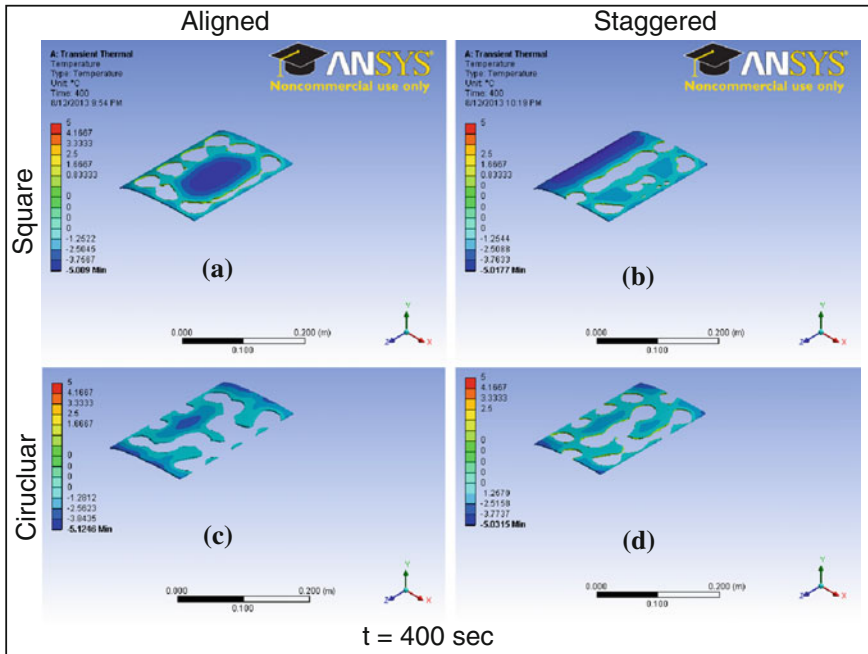 Aligned
Staggered
Square
A: Transient Thermal
Temperature
Type: Temperature
Unit: °C
Time: 400
8/12/2013 9:54 PM
ANSYS
Noncommercial use only
5
4.1667
3.3333
2.5
1.6667
0.83333
0
0
0
-1.2522
-2.5045
-3.7567
-5.009 Min
(a)
0.000
0.200 (m)
0.100
Y
Z
X
A: Transient Thermal
Temperature
Type: Temperature
Unit: °C
Time: 400
8/12/2013 10:19 PM
ANSYS
Noncommercial use only
5
4.1667
3.3333
2.5
1.6667
0.83333
0
0
0
-1.2544
-2.5088
-3.7633
-5.0177 Min
(b)
0.000
0.200 (m)
0.100
Y
Z
X
Cirucluar
5
4.1667
3.3333
2.5
1.6667
0
0
0
-1.2812
-2.5623
-3.8435
-5.1246 Min
(c)
0.000
0.200 (m)
0.100
Y
Z
X
5
4.1667
3.3333
2.5
0
0
0
1.2679
-2.5158
-3.7737
-5.0315 Min
(d)
0.000
0.200 (m)
0.100
Y
Z
X
t = 400 sec